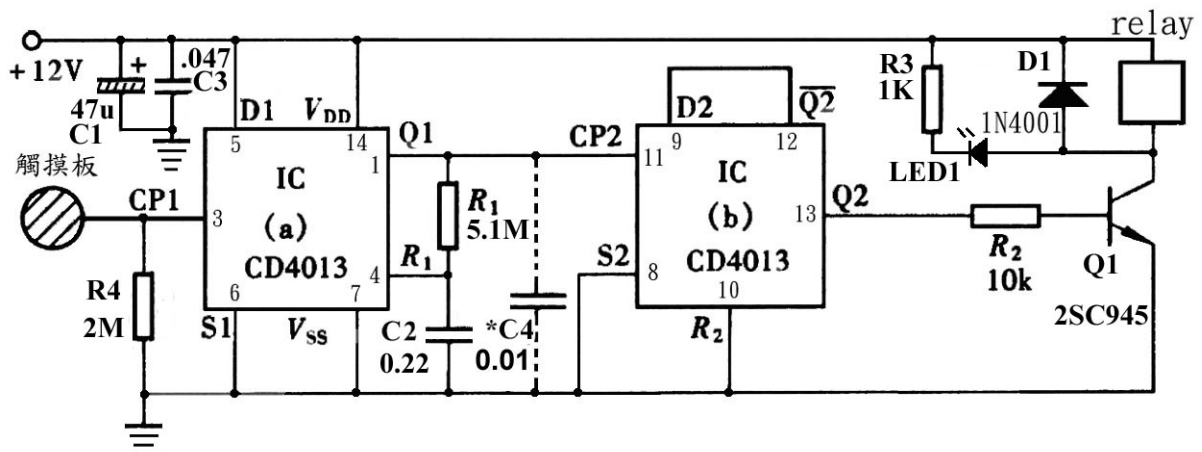 relay
+12V
+
.047
C3
47u
C1
D1
VDD
5
14
Q1
1
CP2
D2
Q2
9
12
11
R3
1K
D1
1N4001
LED1
觸摸板
CP1
3
IC
(a)
CD4013
R1
5.1M
R1
4
IC
(b)
CD4013
13
Q2
S2
8
R2
10k
Q1
2SC945
R4
2M
6
7
S1
VSS
C2
0.22
*C4
0.01
10
R2